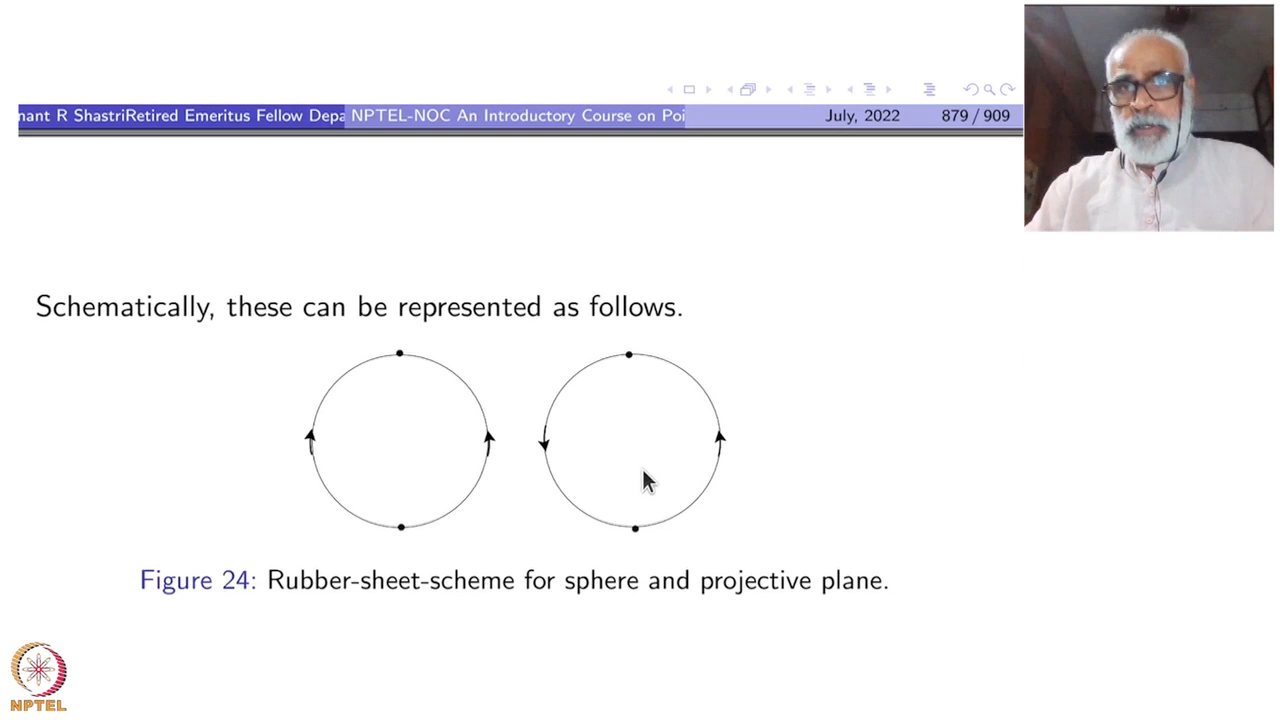 nant R ShastriRetired Emeritus Fellow Depa NPTEL-NOC An Introductory Course on Poi July, 2022 879 / 909
Schematically, these can be represented as follows.
Figure 24: Rubber-sheet-scheme for sphere and projective plane.
NPTEL